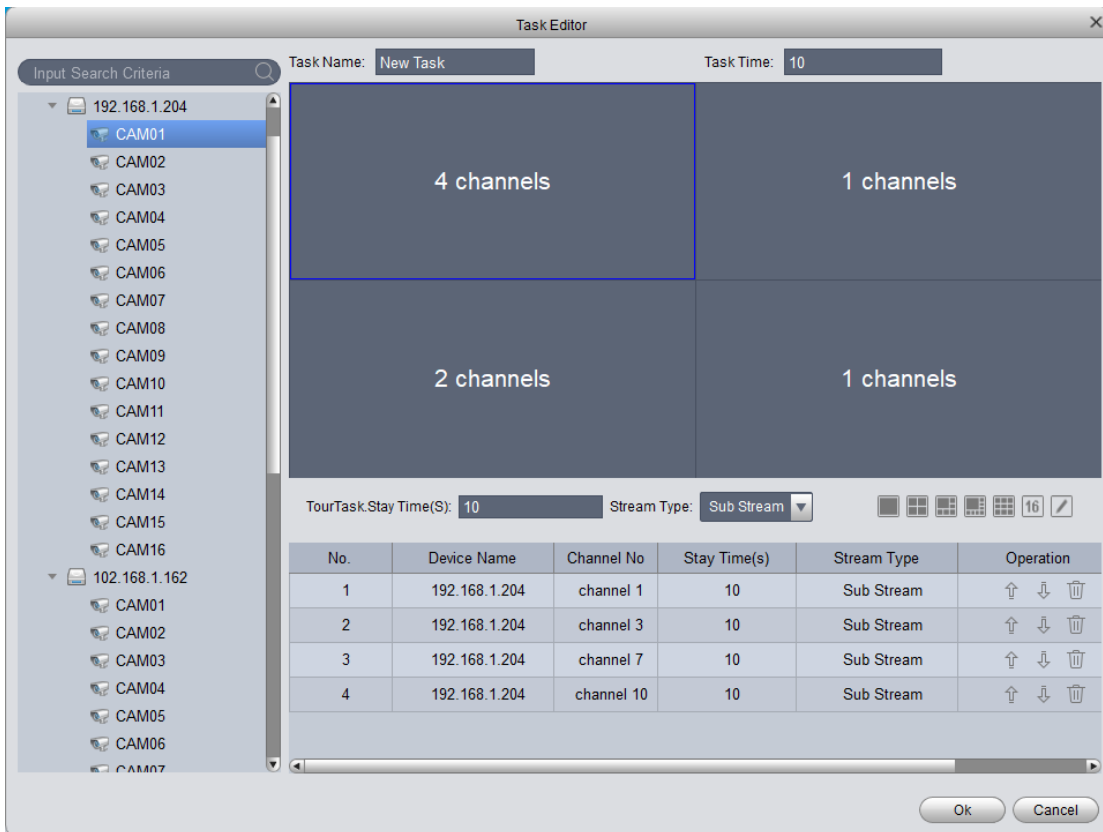 Task Editor
Input Search Criteria
192.168.1.204
CAM01
CAM02
CAM03
CAM04
CAM05
CAM06
CAM07
CAM08
CAM09
CAM10
CAM11
CAM12
CAM13
CAM14
CAM15
CAM16
102.168.1.162
CAM01
CAM02
CAM03
CAM04
CAM05
CAM06
CAM07
Task Name: New Task Task Time: 10
4 channels 1 channels
2 channels 1 channels
TourTask.Stay Time(S): 10 Stream Type: Sub Stream 16
No. Device Name Channel No Stay Time(s) Stream Type Operation
1 192.168.1.204 channel 1 10 Sub Stream
2 192.168.1.204 channel 3 10 Sub Stream
3 192.168.1.204 channel 7 10 Sub Stream
4 192.168.1.204 channel 10 10 Sub Stream
Ok Cancel